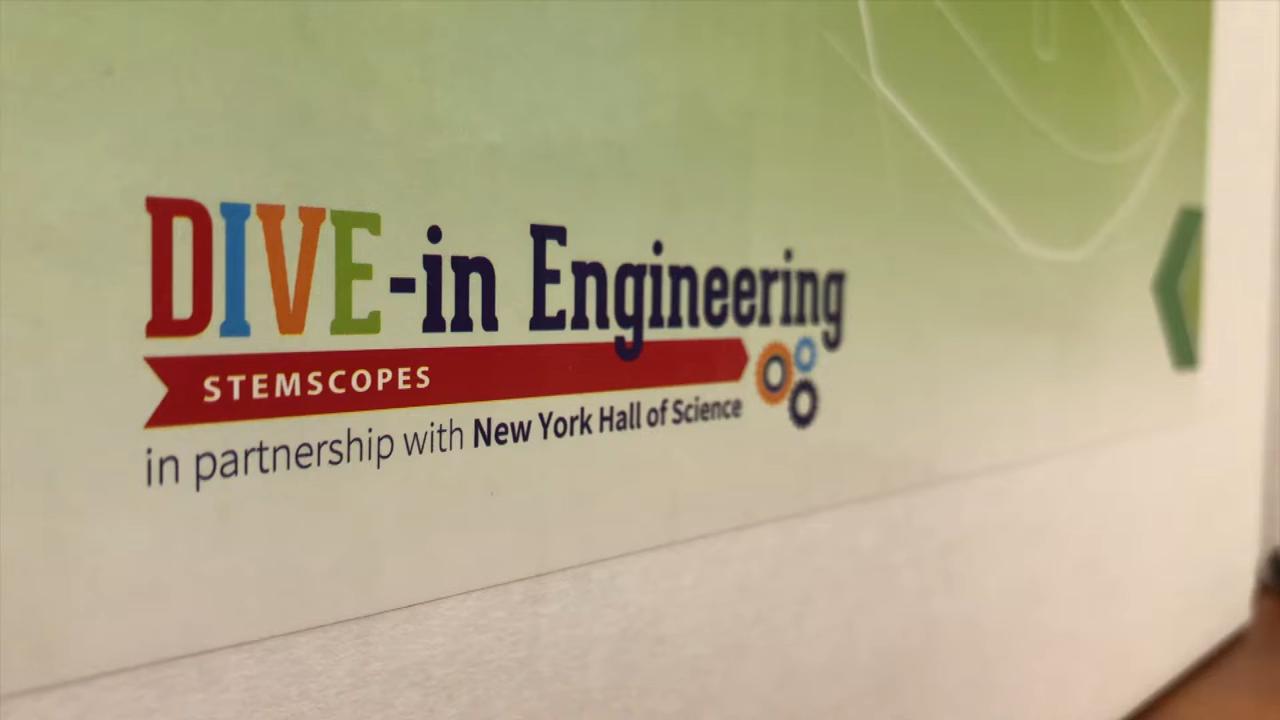 DIVE-in Engineering
STEMSCOPES
in partnership with New York Hall of Science